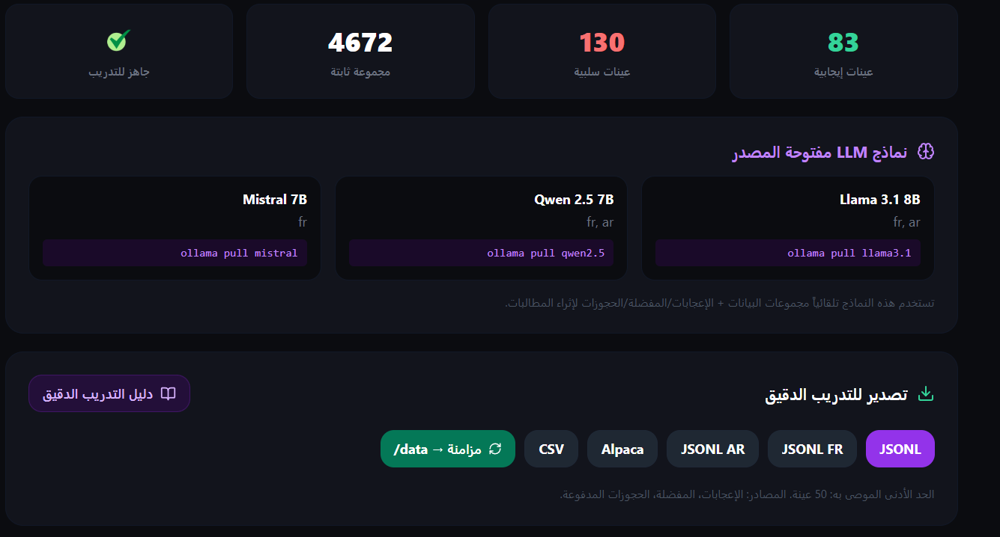 83
عينات إيجابية
130
عينات سلبية
4672
مجموعة ثابتة
جاهز للتدريب
نماذج LLM مفتوحة المصدر
Llama 3.1 8B
fr, ar
ollama pull llama3.1
Qwen 2.5 7B
fr, ar
ollama pull qwen2.5
Mistral 7B
fr
ollama pull mistral
تستخدم هذه النماذج تلقائياً مجموعات البيانات + الإعجابات/المفضلة/الحجوزات لإثراء المطالبات.
تصدير للتدريب الدقيق
دليل التدريب الدقيق
JSONL
JSONL FR
JSONL AR
Alpaca
CSV
مزامنة → data/
الحد الأدنى الموصى به: 50 عينة. المصادر: الإعجابات، المفضلة، الحجوزات المدفوعة.